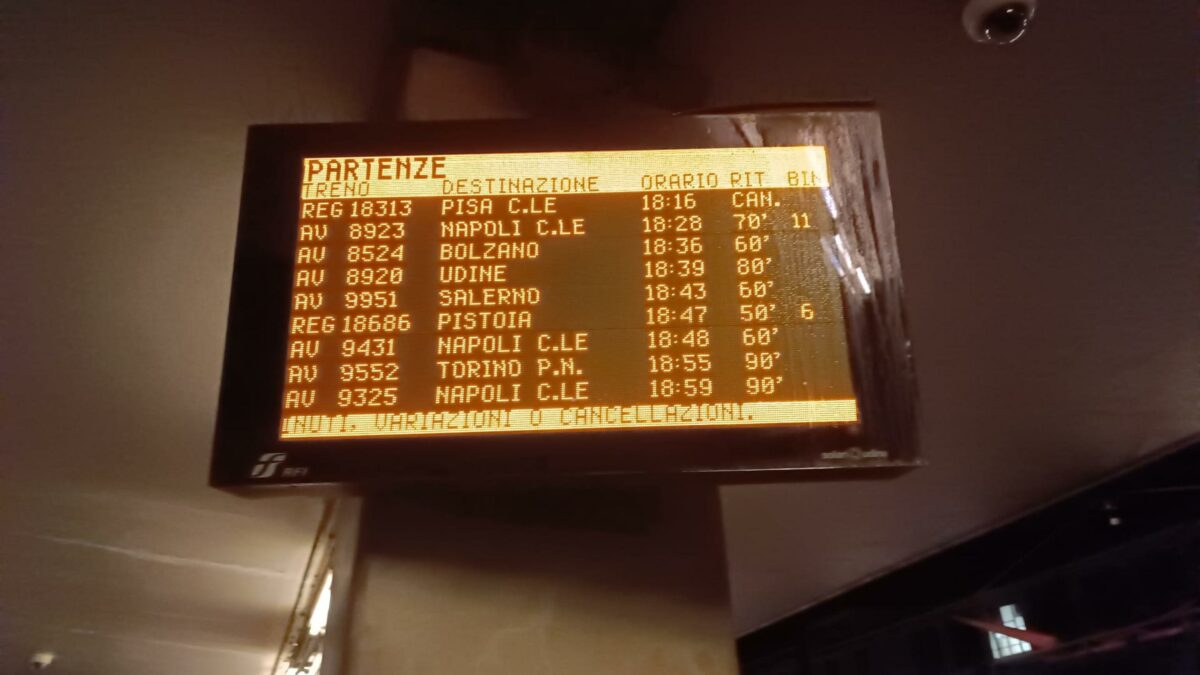 PARTENZE
TRENO DESTINAZIONE ORARIO RIT BIN
REG 18313 PISA C.LE 18:16 CAN.
AV 8923 NAPOLI C.LE 18:28 70' 11
AV 8524 BOLZANO 18:36 60'
AV 8920 UDINE 18:39 80'
AV 9951 SALERNO 18:43 60'
REG 18686 PISTOIA 18:47 50' 6
AV 9431 NAPOLI C.LE 18:48 60'
AV 9552 TORINO P.N. 18:55 90'
AV 9325 NAPOLI C.LE 18:59 90'
INUTI, VARIAZIONI O CANCELLAZIONI.
RFI